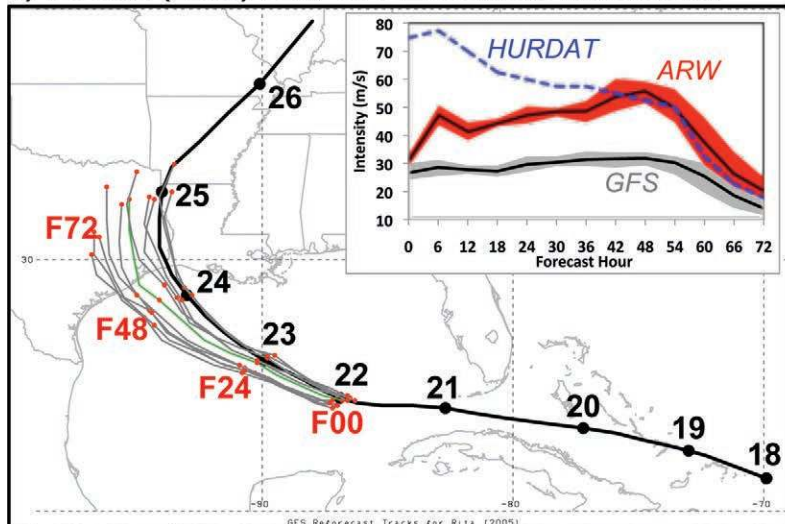 80
70
60
50
40
30
20
10
Intensity (m/s)
HURDAT
ARW
GFS
0 6 12 18 24 30 36 42 48 54 60 66 72
Forecast Hour
26
25
F72
30
24
F48
23
F24
22
F00
21
20
19
18
-90
-80
-70
GFS Reforecast Tracks for Rita (2005)